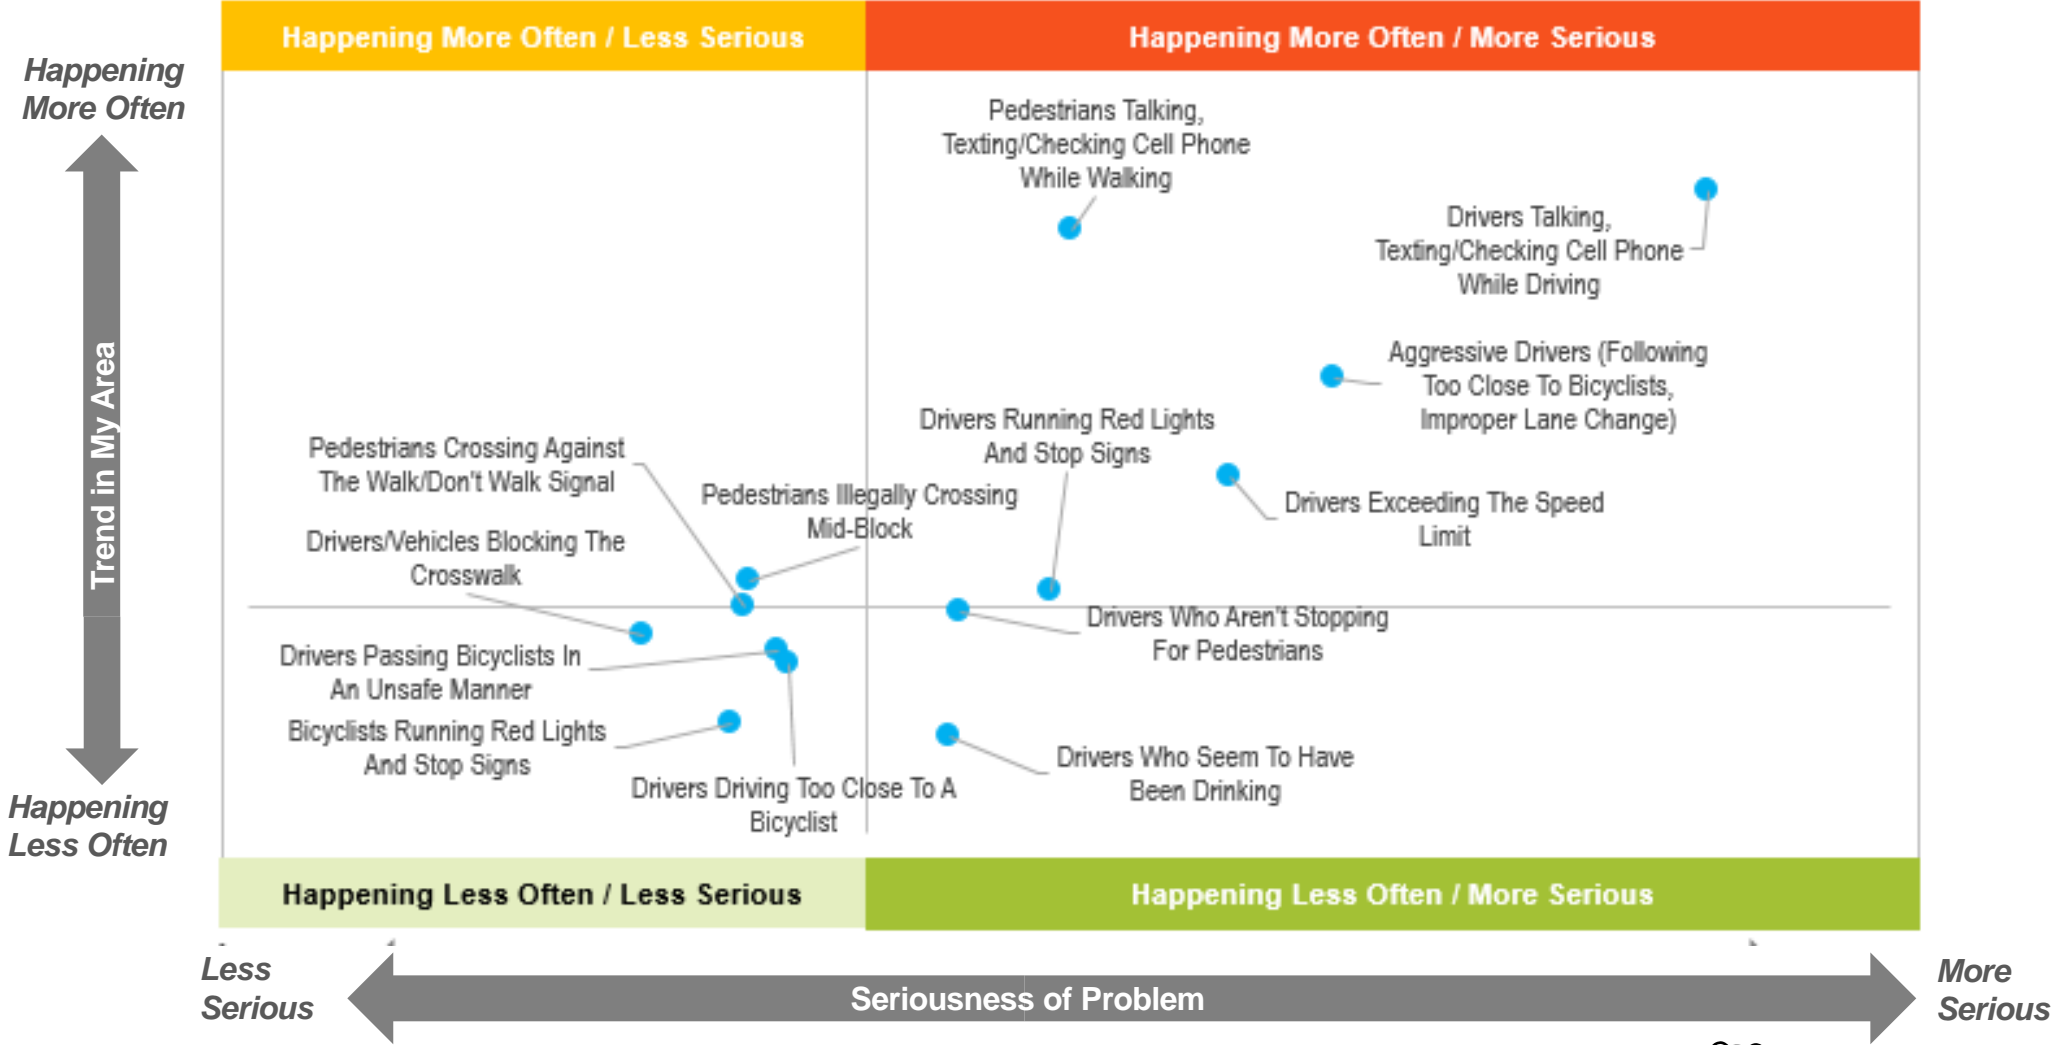 Happening More Often / Less Serious
Happening More Often / More Serious
Happening
More Often
Pedestrians Talking,
Texting/Checking Cell Phone
While Walking
Drivers Talking,
Texting/Checking Cell Phone
While Driving
Aggressive Drivers (Following
Too Close To Bicyclists,
Improper Lane Change)
Drivers Running Red Lights
And Stop Signs
Pedestrians Crossing Against
The Walk/Don't Walk Signal
Pedestrians Illegally Crossing
Mid-Block
Drivers Exceeding The Speed
Limit
Drivers/Vehicles Blocking The
Crosswalk
Trend in My Area
Drivers Who Aren't Stopping
For Pedestrians
Drivers Passing Bicyclists In
An Unsafe Manner
Bicyclists Running Red Lights
And Stop Signs
Drivers Who Seem To Have
Been Drinking
Drivers Driving Too Close To A
Bicyclist
Happening
Less Often
Happening Less Often / Less Serious
Happening Less Often / More Serious
Less
Serious
Seriousness of Problem
More
Serious